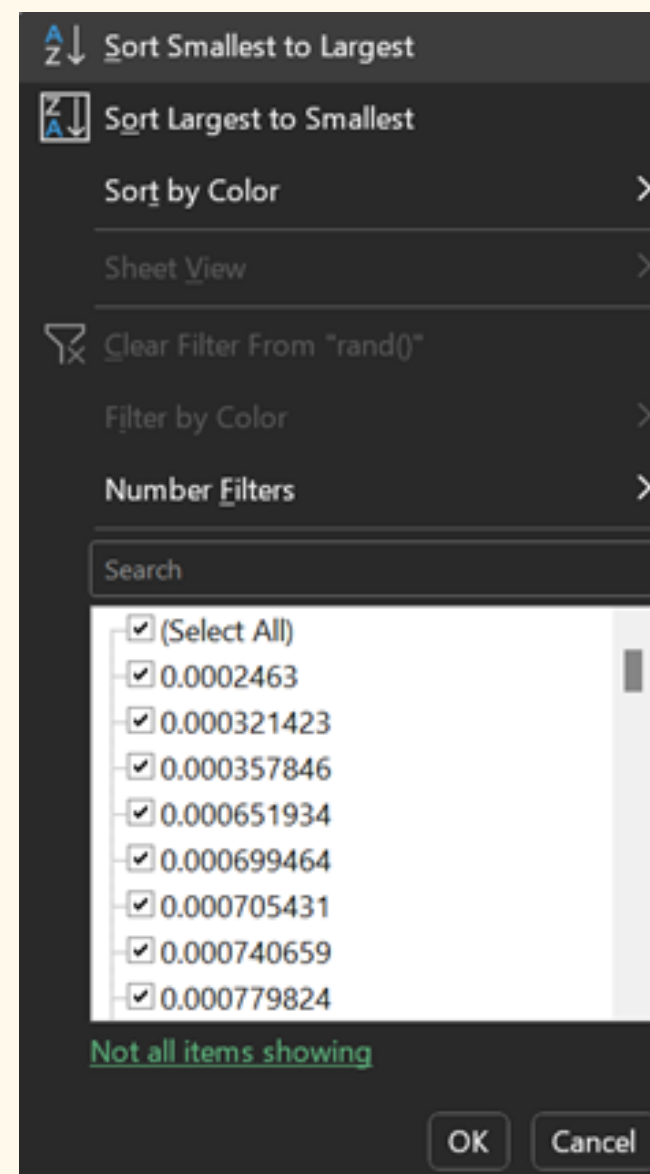 Sort Smallest to Largest
Sort Largest to Smallest
Sort by Color
Sheet View
Clear Filter From "rand()"
Filter by Color
Number Filters
Search
(Select All)
0.0002463
0.000321423
0.000357846
0.000651934
0.000699464
0.000705431
0.000740659
0.000779824
Not all items showing
OK Cancel